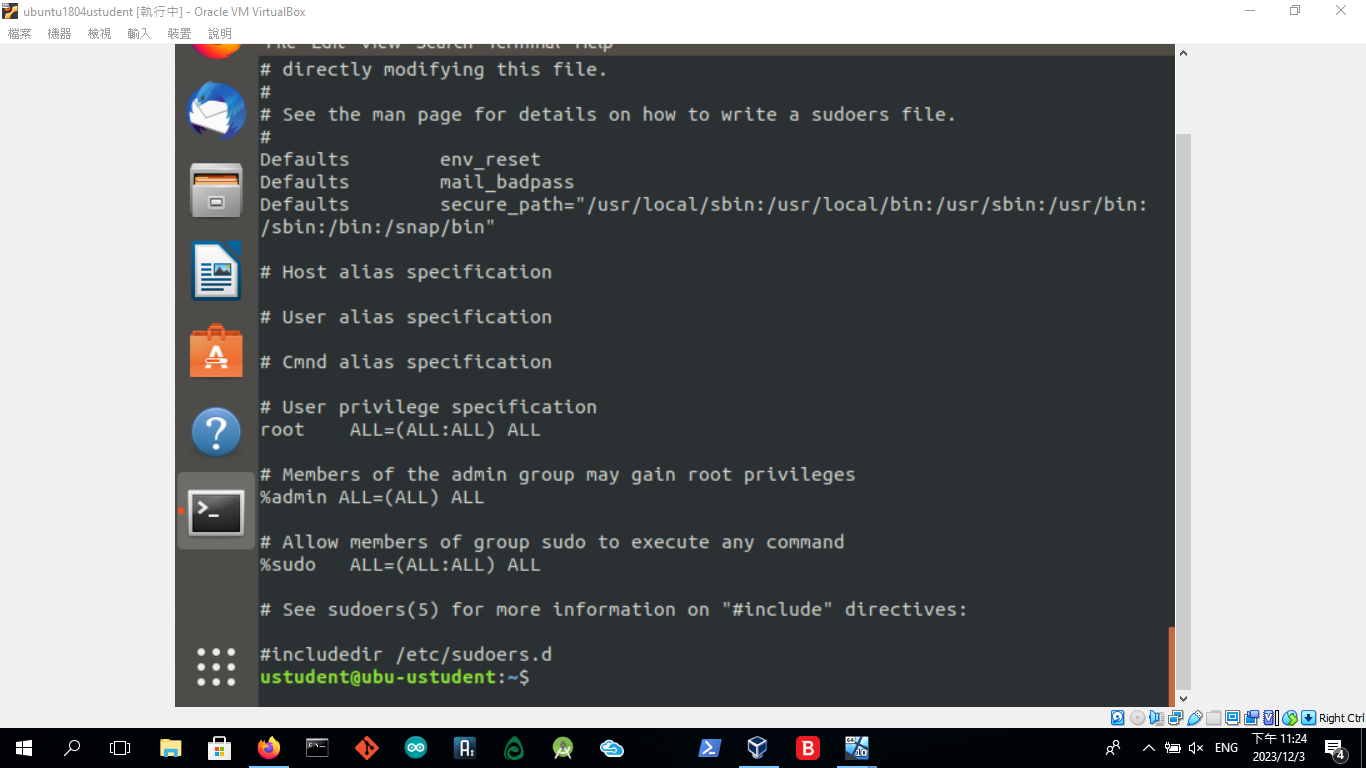 ubuntu1804ustudent [執行中] - Oracle VM VirtualBox
檔案 機器 檢視 輸入 裝置 說明
File Edit View Search Terminal Help
# directly modifying this file.
#
# See the man page for details on how to write a sudoers file.
#
Defaults        env_reset
Defaults        mail_badpass
Defaults        secure_path="/usr/local/sbin:/usr/local/bin:/usr/sbin:/usr/bin:
/sbin:/bin:/snap/bin"
# Host alias specification
# User alias specification
# Cmnd alias specification
# User privilege specification
root    ALL=(ALL:ALL) ALL
# Members of the admin group may gain root privileges
%admin ALL=(ALL) ALL
# Allow members of group sudo to execute any command
%sudo   ALL=(ALL:ALL) ALL
# See sudoers(5) for more information on "#include" directives:
#includedir /etc/sudoers.d
ustudent@ubu-ustudent:~$
Right Ctrl
ENG
下午 11:24
2023/12/3
4